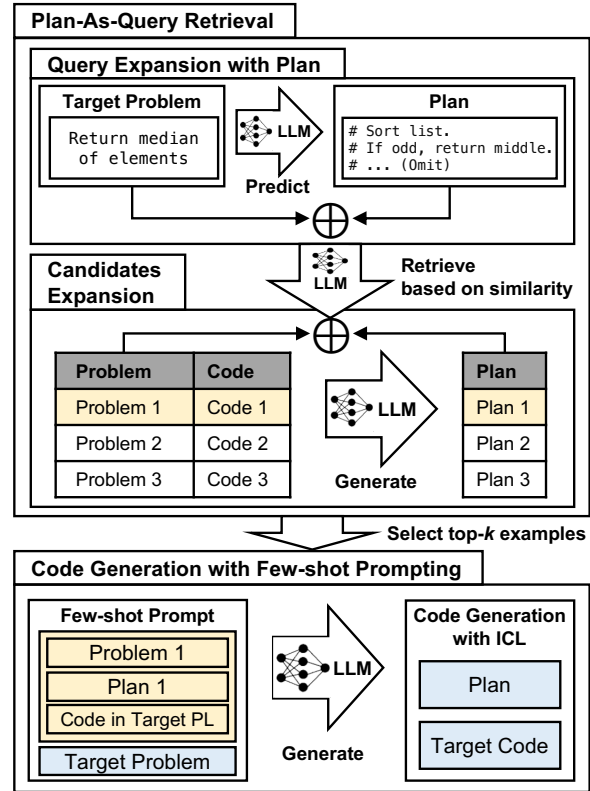 Plan-As-Query Retrieval
Query Expansion with Plan
Target Problem
Return median
of elements
LLM
Predict
Plan
# Sort list.
# If odd, return middle.
# ... (Omit)
LLM
Retrieve
based on similarity
Candidates
Expansion
Problem Code
Problem 1 Code 1
Problem 2 Code 2
Problem 3 Code 3
LLM
Generate
Plan
Plan 1
Plan 2
Plan 3
Select top-k examples
Code Generation with Few-shot Prompting
Few-shot Prompt
Problem 1
Plan 1
Code in Target PL
Target Problem
LLM
Generate
Code Generation
with ICL
Plan
Target Code